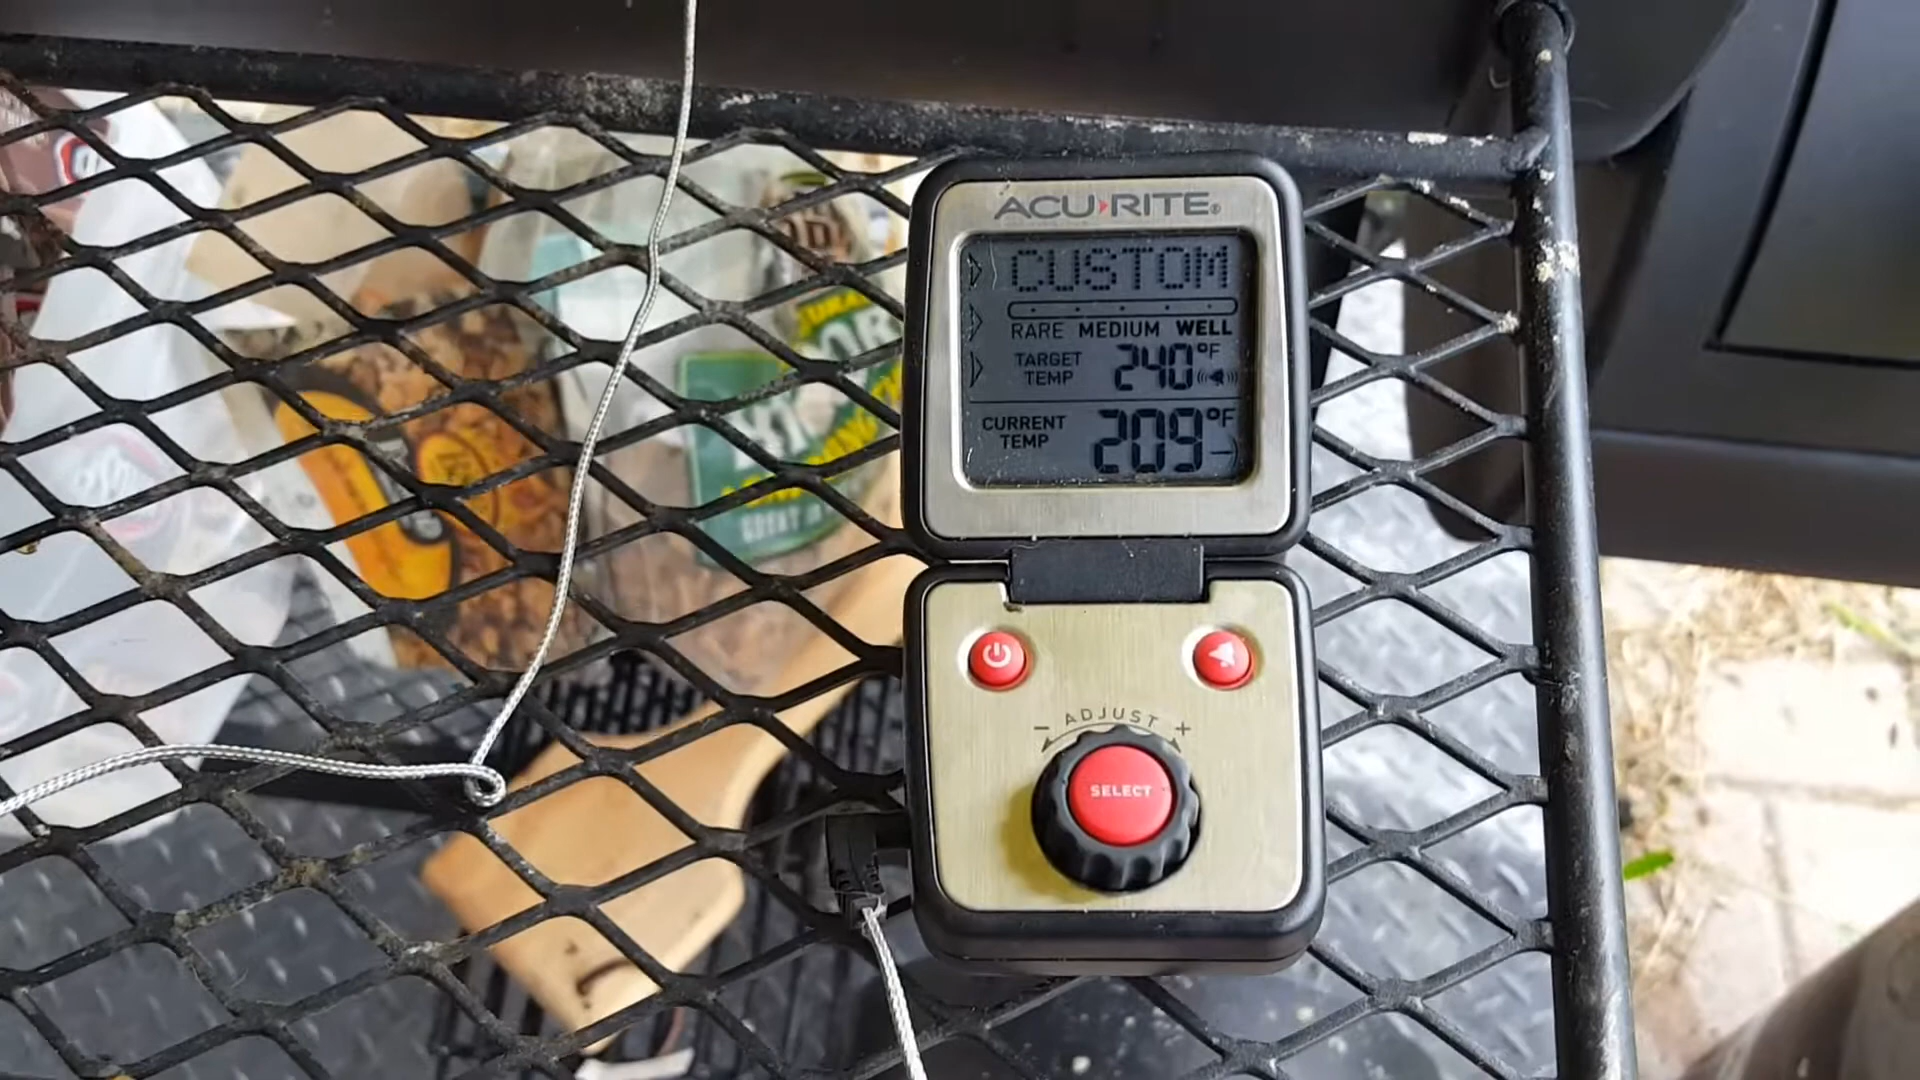 ACU RITE®
CUSTOM
RARE MEDIUM WELL
TARGET TEMP 240°F
CURRENT TEMP 209°F
- ADJUST +
SELECT